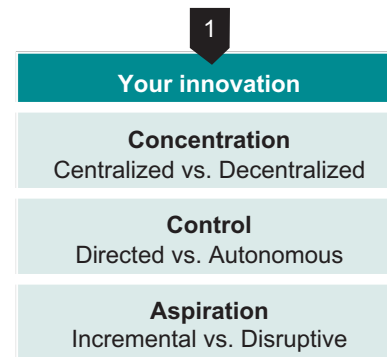 1
Your innovation
Concentration
Centralized vs. Decentralized
Control
Directed vs. Autonomous
Aspiration
Incremental vs. Disruptive